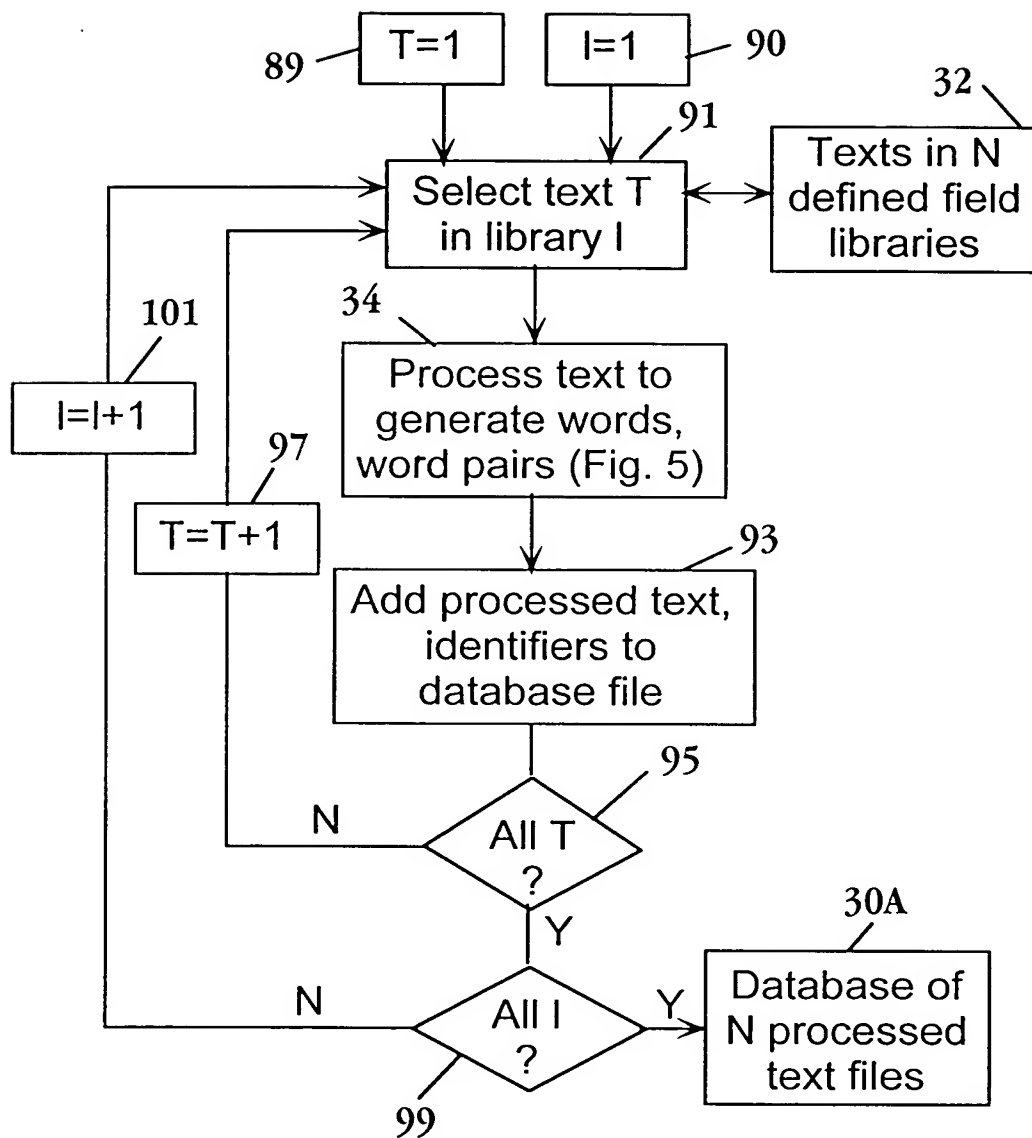 T=1
I=1
89
90
32
91
Select text T
in library I
Texts in N
defined field
libraries
34
101
Process text to
generate words,
word pairs (Fig. 5)
I=I+1
97
T=T+1
93
Add processed text,
identifiers to
database file
95
N
All T
?
Y
30A
N
All I
?
Y
Database of
N processed
text files
99